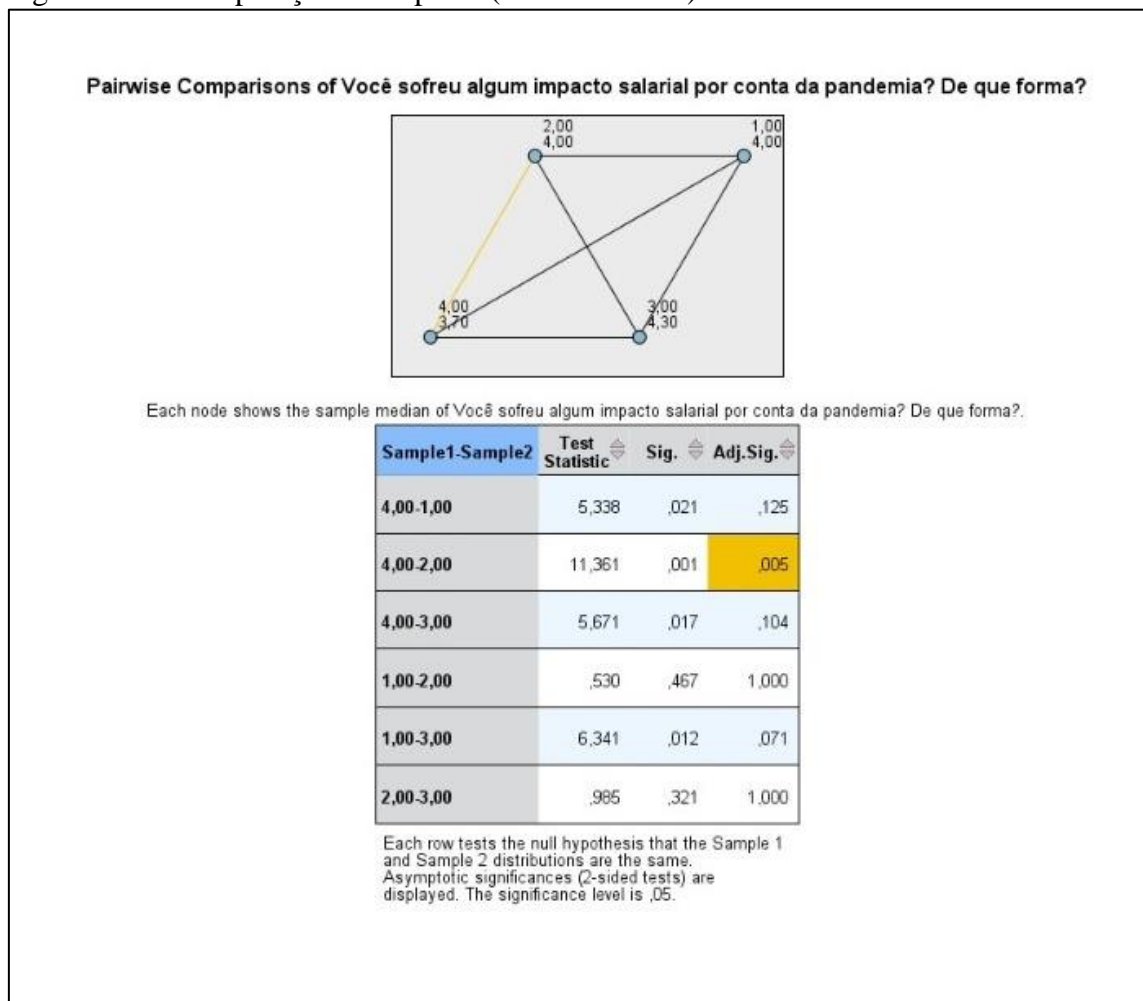 Pairwise Comparisons of Você sofreu algum impacto salarial por conta da pandemia? De que forma?
2,00 1,00
4,00 4,00
4,00 3,00
3,70 4,30
Each node shows the sample median of Você sofreu algum impacto salarial por conta da pandemia? De que forma?.
Sample1-Sample2 Test Statistic Sig. Adj.Sig.
4,00-1,00 5,338 ,021 ,125
4,00-2,00 11,361 ,001 ,005
4,00-3,00 5,671 ,017 ,104
1,00-2,00 ,530 ,467 1,000
1,00-3,00 6,341 ,012 ,071
2,00-3,00 ,985 ,321 1,000
Each row tests the null hypothesis that the Sample 1
and Sample 2 distributions are the same.
Asymptotic significances (2-sided tests) are
displayed. The significance level is ,05.